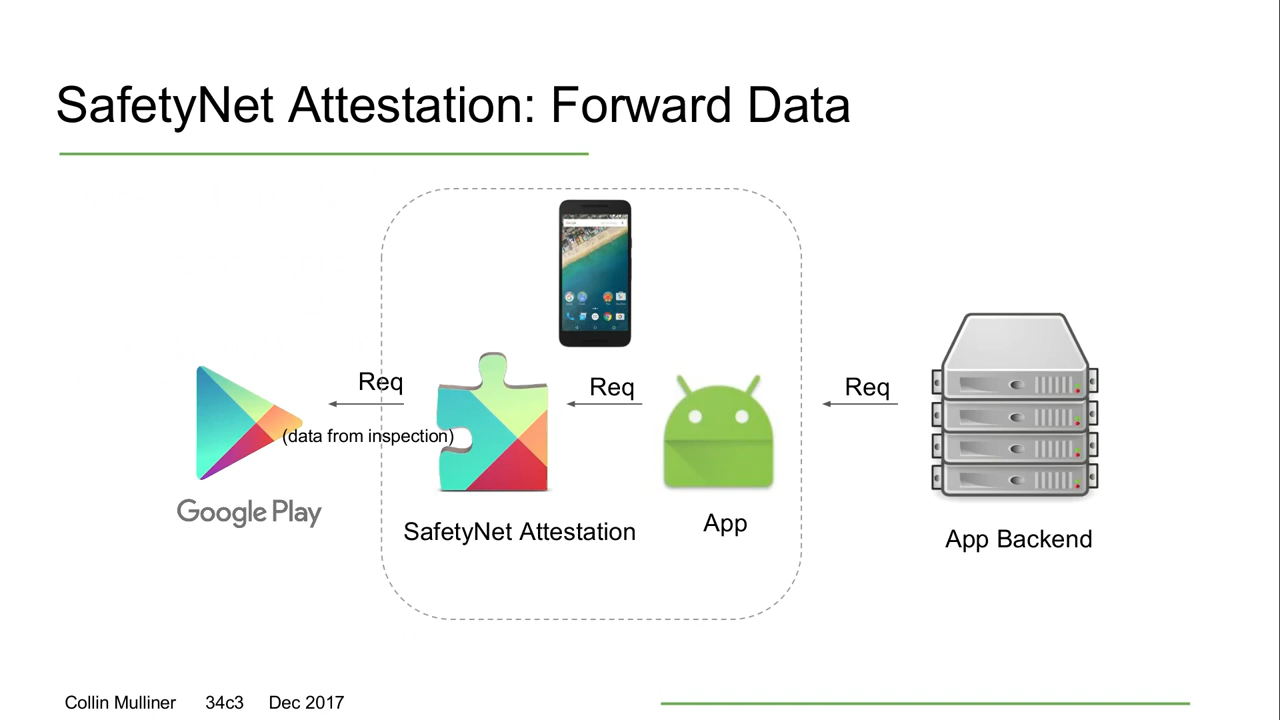 SafetyNet Attestation: Forward Data
Req
Req
Req
(data from inspection)
Google Play
SafetyNet Attestation
App
App Backend
Collin Mulliner 34c3 Dec 2017